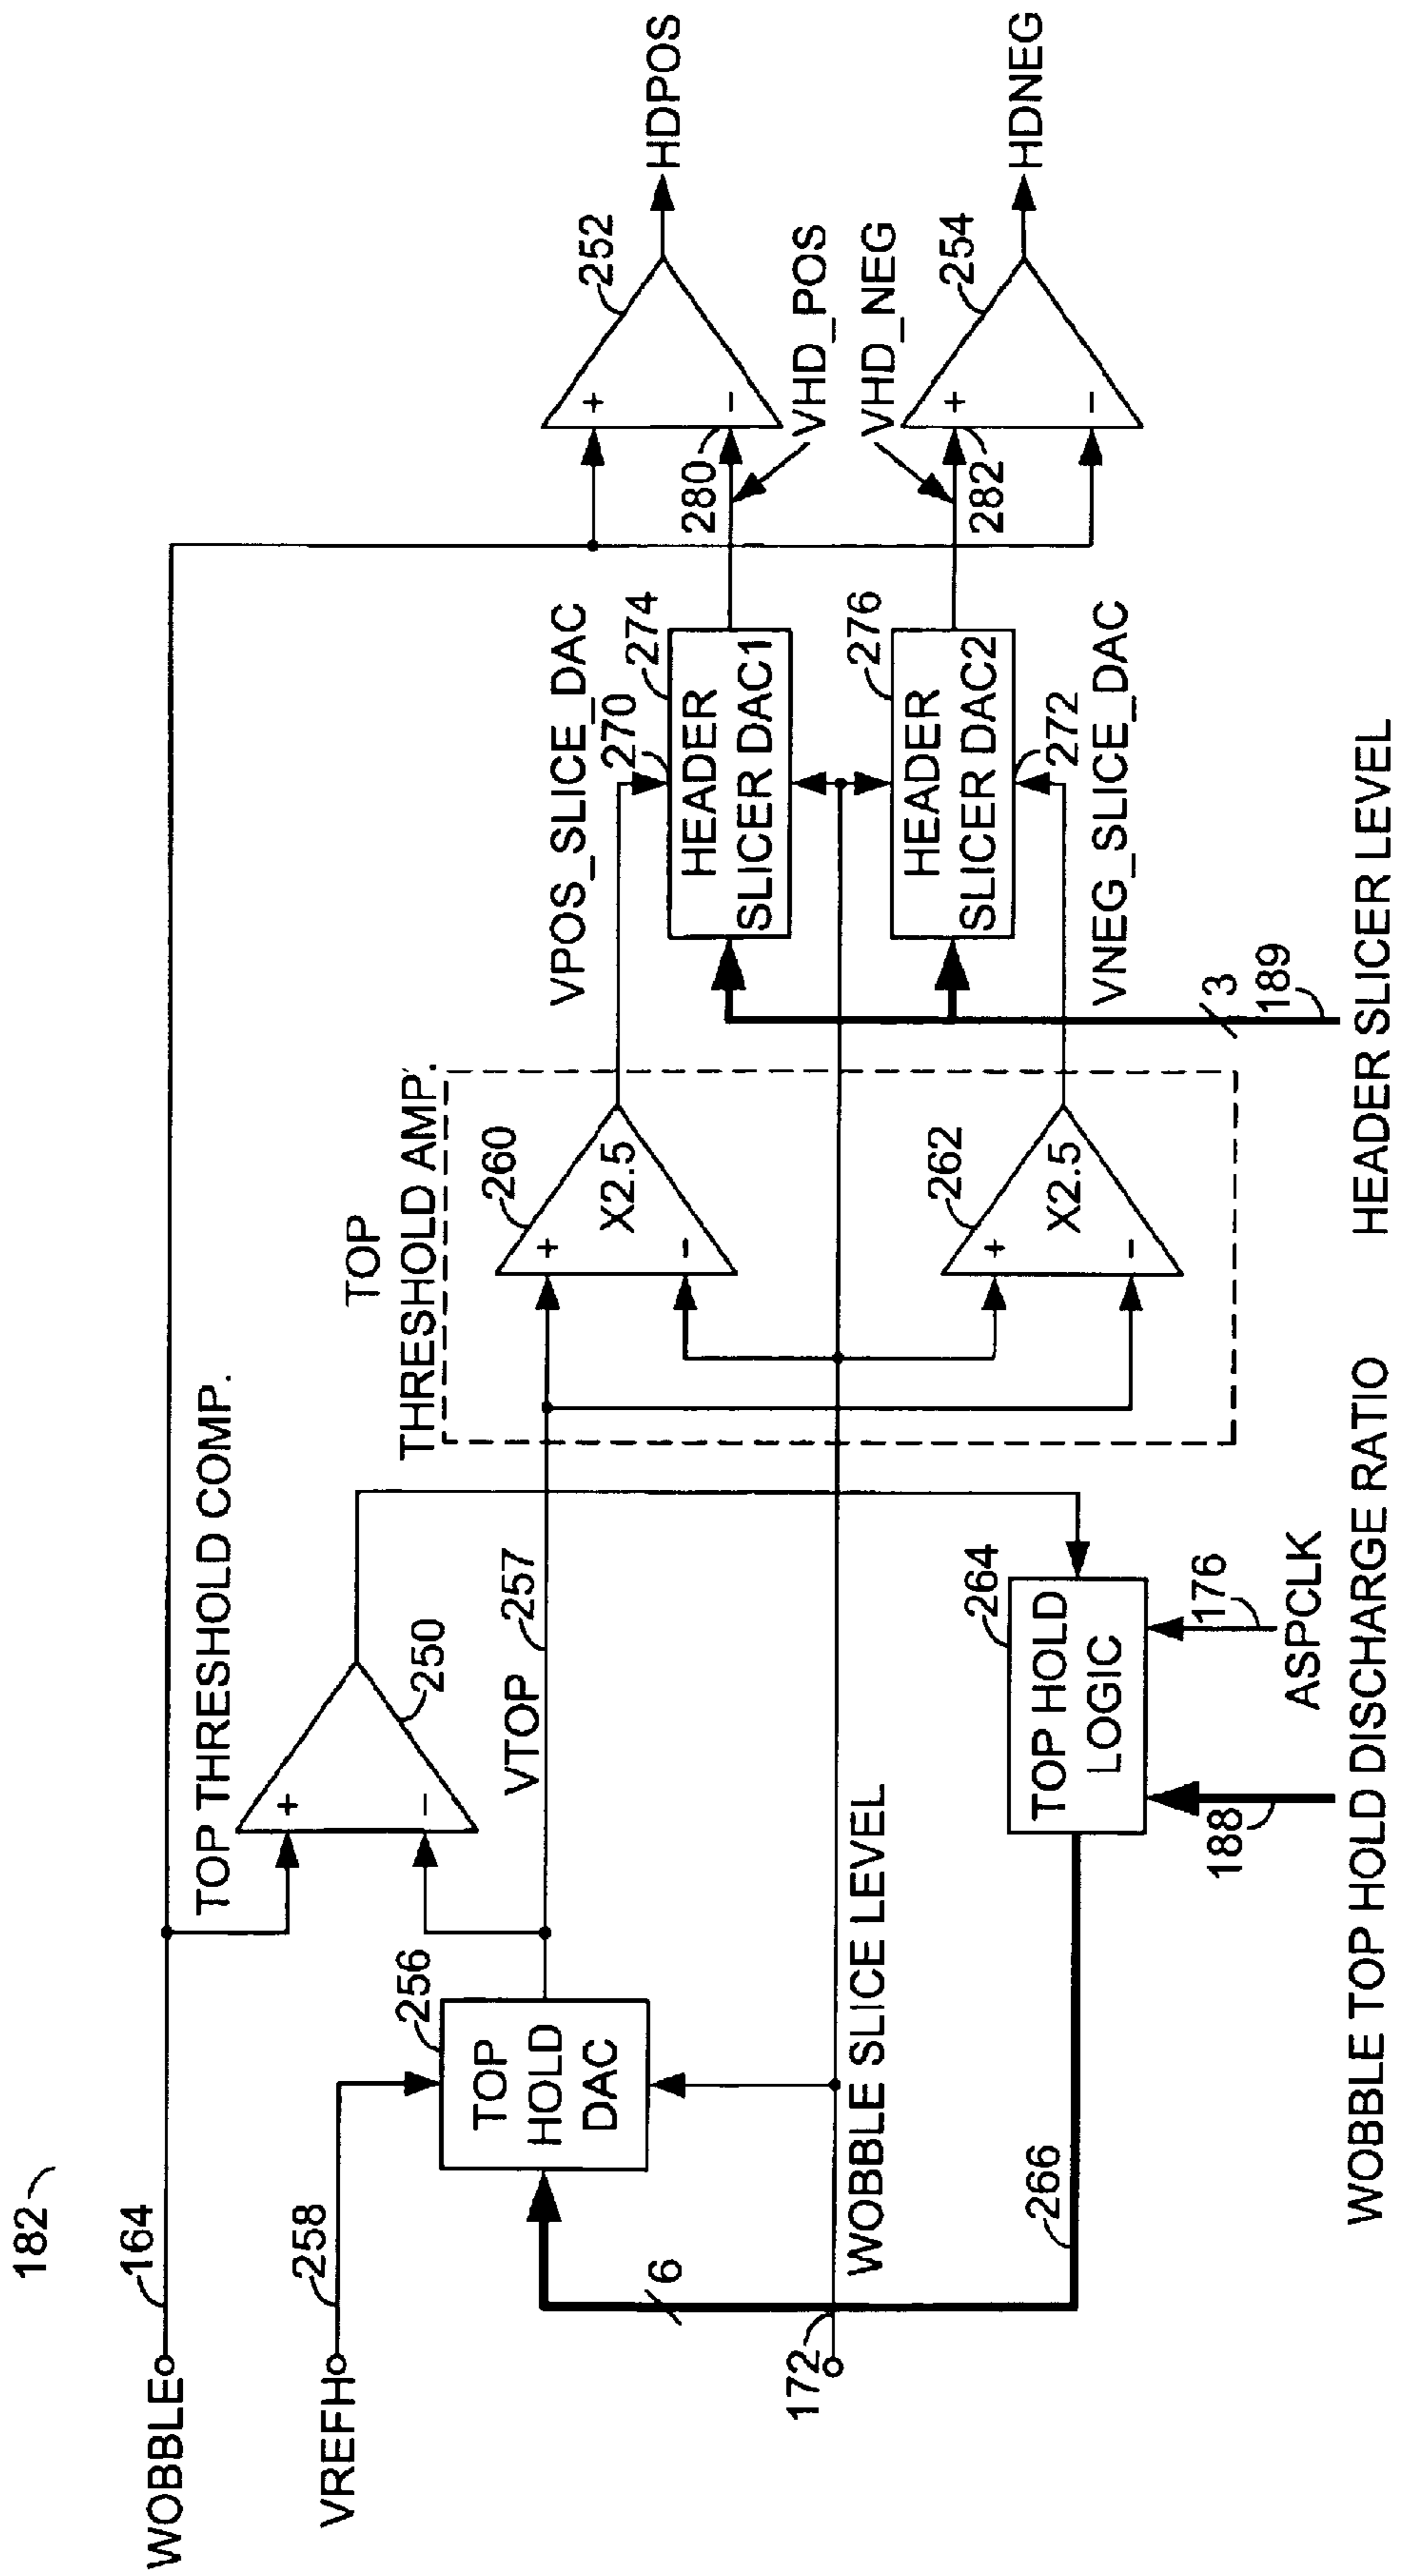 182
WOBBLE
164
VREFH
258
TOP THRESHOLD COMP.
+
−
250
256
TOP
HOLD
DAC
VTOP
257
6
172
WOBBLE SLICE LEVEL
266
264
TOP HOLD
LOGIC
188
176
ASPCLK
WOBBLE TOP HOLD DISCHARGE RATIO
TOP
THRESHOLD AMP.
260
+
−
X2.5
262
+
−
X2.5
VPOS_SLICE_DAC
270
274
HEADER
SLICER DAC1
276
HEADER
SLICER DAC2
272
VNEG_SLICE_DAC
3
189
HEADER SLICER LEVEL
252
+
−
280
HDPOS
VHD_POS
VHD_NEG
254
+
−
282
HDNEG